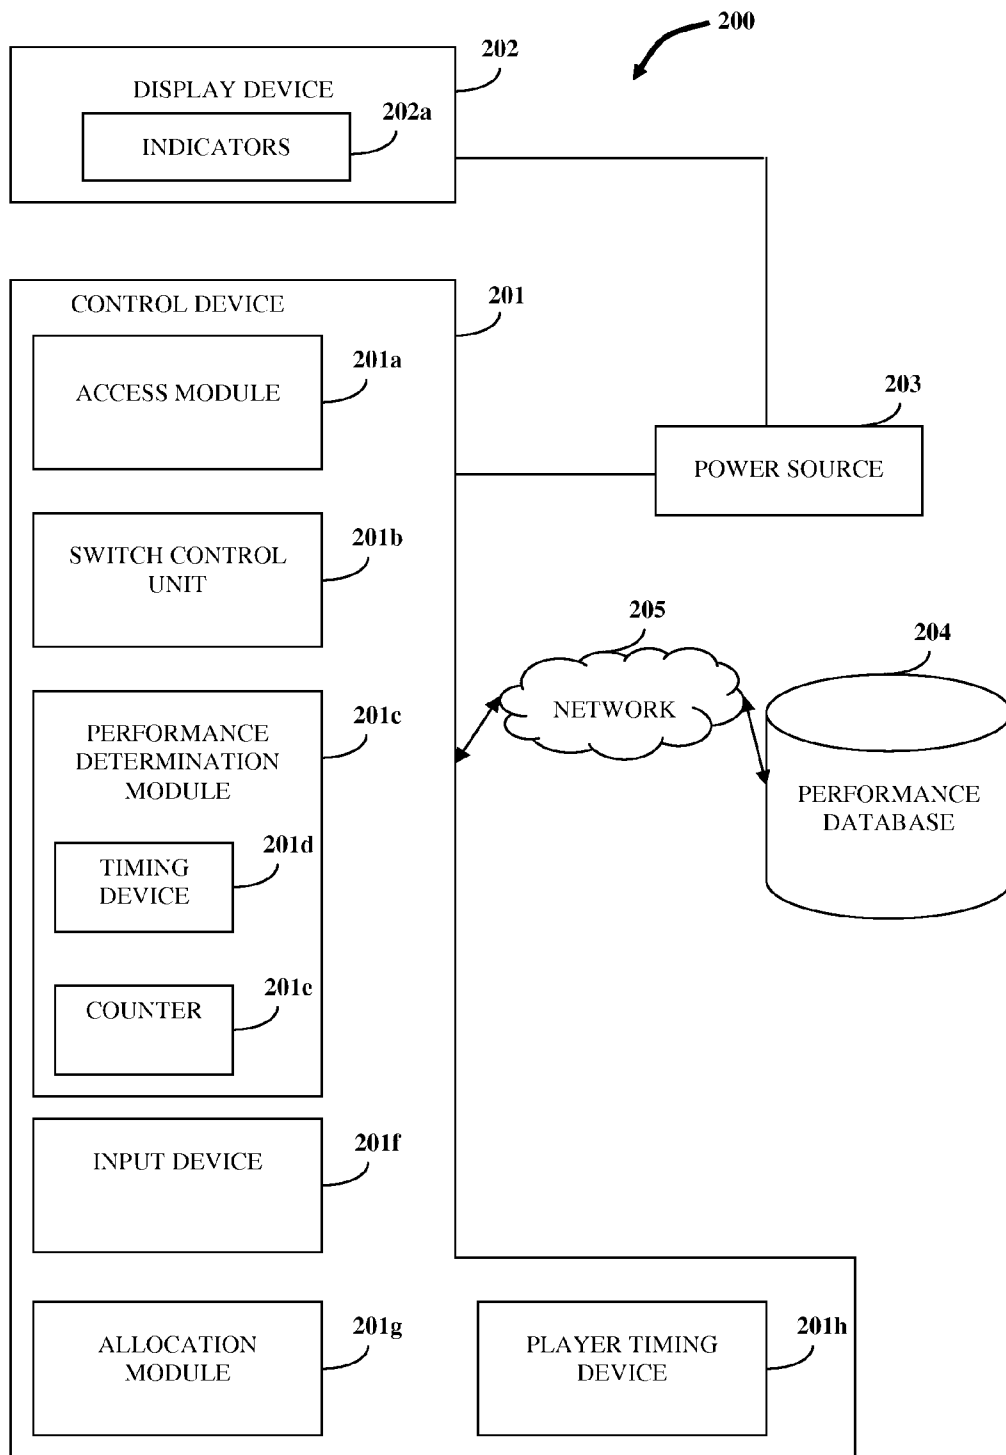 200
202
DISPLAY DEVICE
202a
INDICATORS
CONTROL DEVICE
201
201a
ACCESS MODULE
203
POWER SOURCE
201b
SWITCH CONTROL
UNIT
205
NETWORK
204
PERFORMANCE
DATABASE
201c
PERFORMANCE
DETERMINATION
MODULE
201d
TIMING
DEVICE
201e
COUNTER
201f
INPUT DEVICE
201g
ALLOCATION
MODULE
201h
PLAYER TIMING
DEVICE